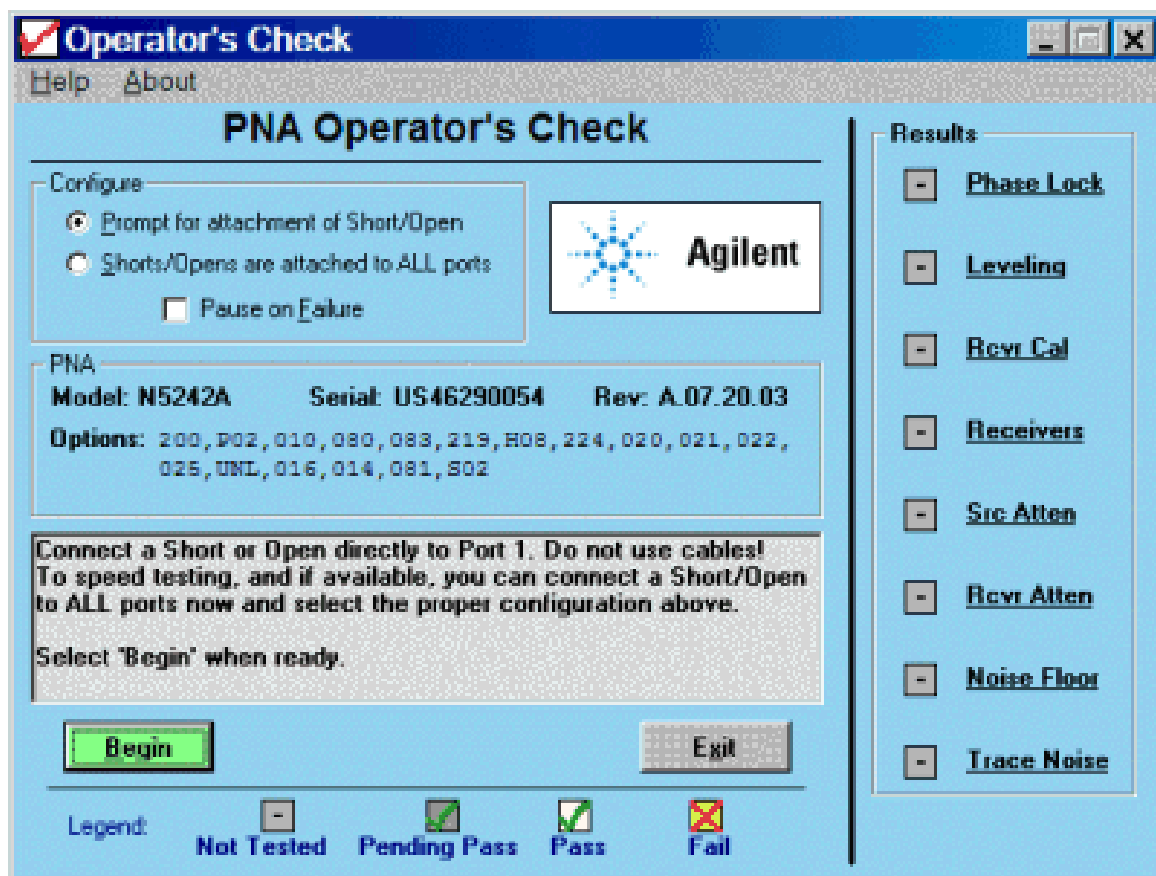 Operator's Check
Help About
PNA Operator's Check
Configure
Prompt for attachment of Short/Open
Shorts/Opens are attached to ALL ports
Pause on Failure
Agilent
PNA
Model: N5242A Serial: US46290054 Rev: A.07.20.03
Options: 200,P02,010,080,083,219,H08,224,020,021,022,
025,UNL,016,014,081,S02
Connect a Short or Open directly to Port 1. Do not use cables!
To speed testing, and if available, you can connect a Short/Open
to ALL ports now and select the proper configuration above.
Select "Begin" when ready.
Begin
Exit
Legend:
Not Tested
Pending Pass
Pass
Fail
Results
- Phase Lock
- Leveling
- Rcvr Cal
- Receivers
- Src Atten
- Rcvr Atten
- Noise Floor
- Trace Noise